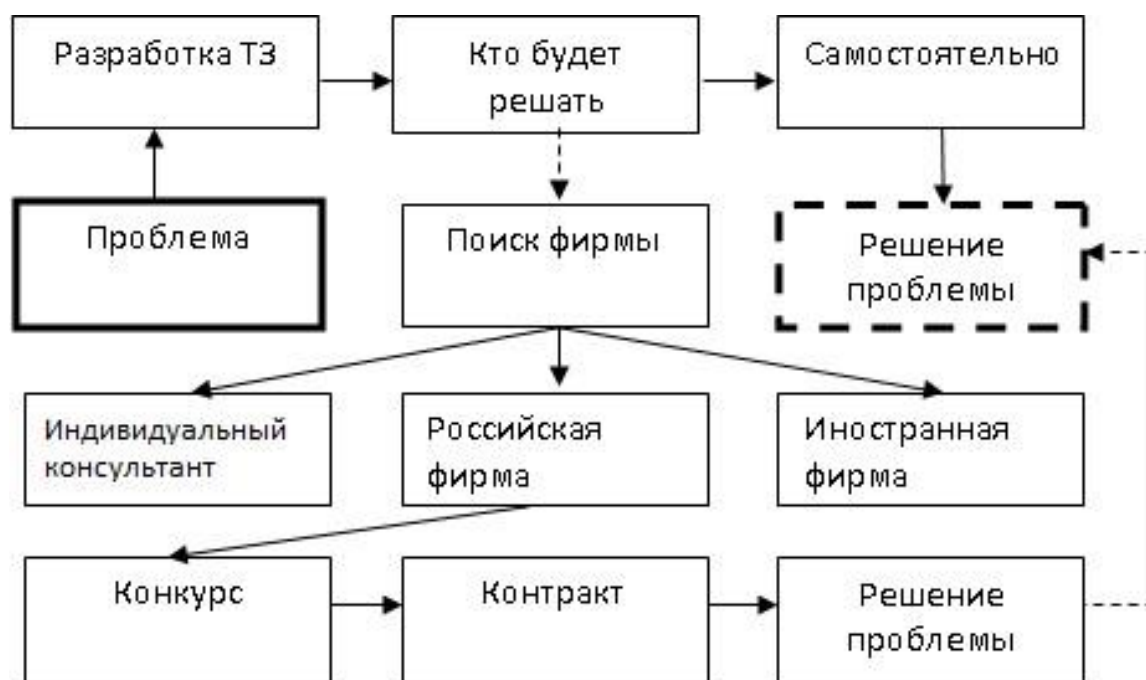 Разработка ТЗ
Кто будет
решать
Самостоятельно
Проблема
Поиск фирмы
Решение
проблемы
Индивидуальный
консультант
Российская
фирма
Иностранная
фирма
Конкурс
Контракт
Решение
проблемы